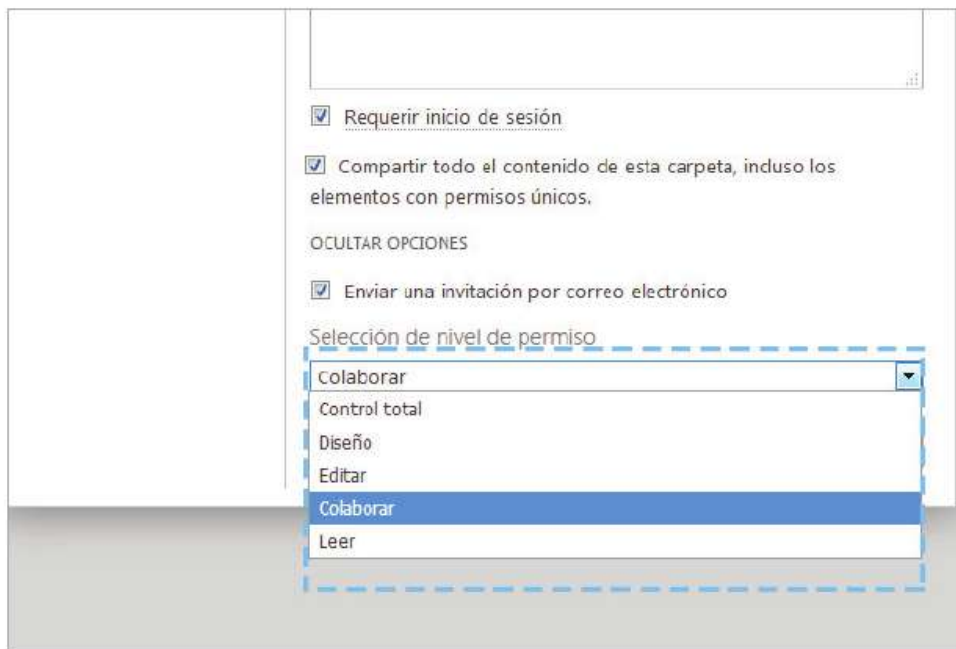 Requerir inicio de sesión
Compartir todo el contenido de esta carpeta, incluso los
elementos con permisos únicos.
OCULTAR OPCIONES
Enviar una invitación por correo electrónico
Selección de nivel de permiso
Colaborar
Control total
Diseño
Editar
Colaborar
Leer